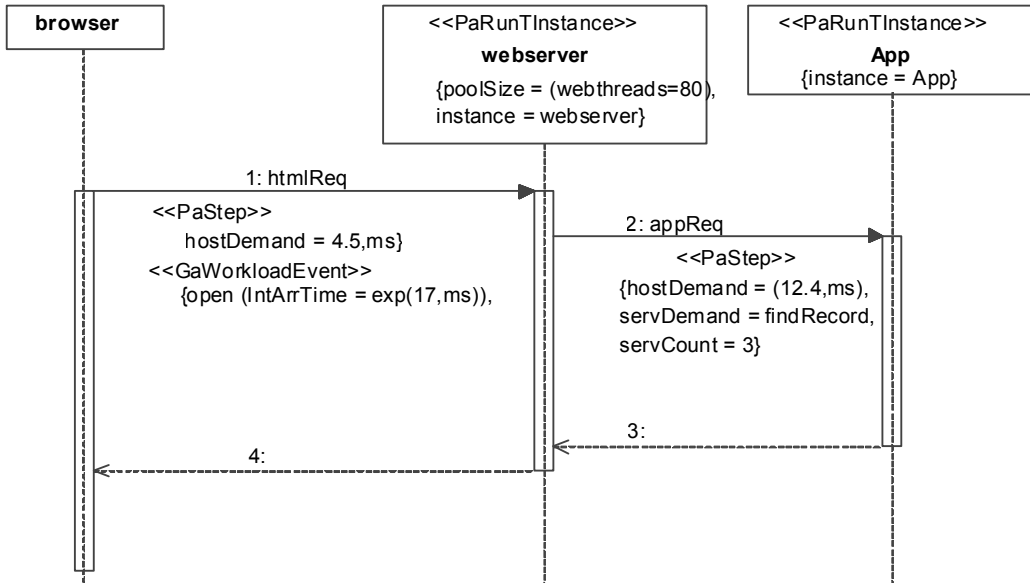 browser
<<PaRunTInstance>>
webserver
{poolSize = (webthreads=80),
instance = webserver}
<<PaRunTInstance>>
App
{instance = App}
1: htmlReq
<<PaStep>>
hostDemand = 4.5,ms}
<<GaWorkloadEvent>>
{open (IntArrTime = exp(17,ms)),
2: appReq
<<PaStep>>
{hostDemand = (12.4,ms),
servDemand = findRecord,
servCount = 3}
3:
4: